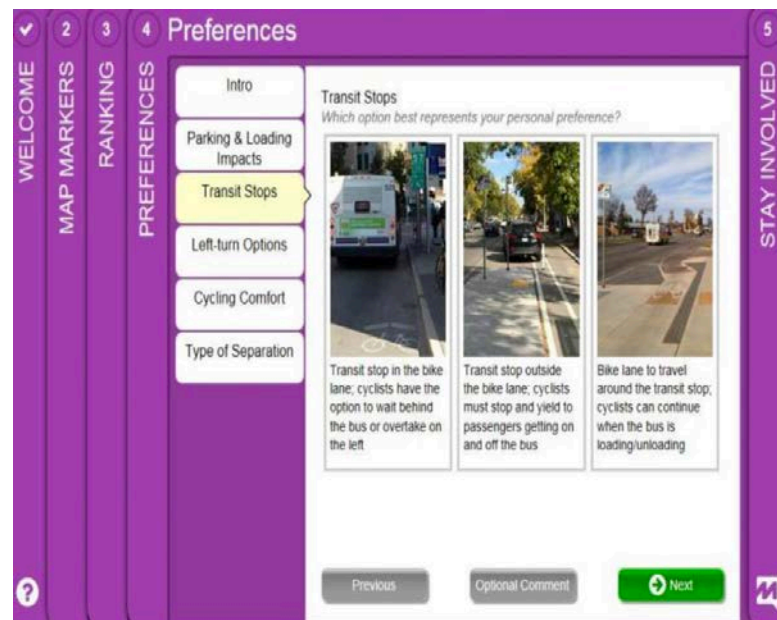 WELCOME
2
MAP MARKERS
3
RANKING
4
PREFERENCES
Preferences
Intro
Parking & Loading
Impacts
Transit Stops
Left-turn Options
Cycling Comfort
Type of Separation
Transit Stops
Which option best represents your personal preference?
Transit stop in the bike
lane; cyclists have the
option to wait behind
the bus or overtake on
the left
Transit stop outside
the bike lane; cyclists
must stop and yield to
passengers getting on
and off the bus
Bike lane to travel
around the transit stop;
cyclists can continue
when the bus is
loading/unloading
Previous
Optional Comment
Next
5
STAY INVOLVED
?